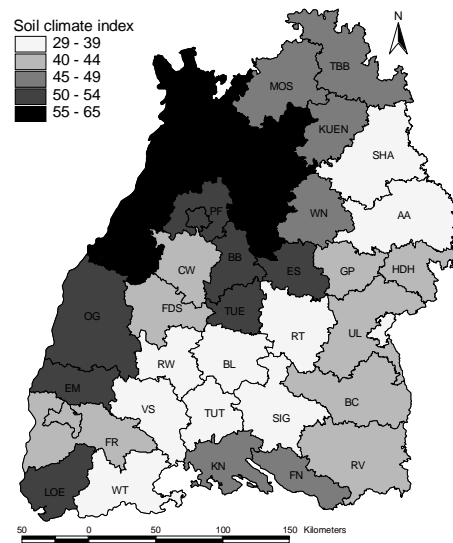 Soil climate index
29 - 39
40 - 44
45 - 49
50 - 54
55 - 65
N
TBB
MOS
KUEN
SHA
PF
WN
AA
CW
BB
ES
GP
HDH
OG
FDS
TUE
RT
UL
RW
BL
EM
VS
TUT
SIG
BC
FR
KN
FN
RV
LOE
WT
50 0 50 100 150 Kilometers